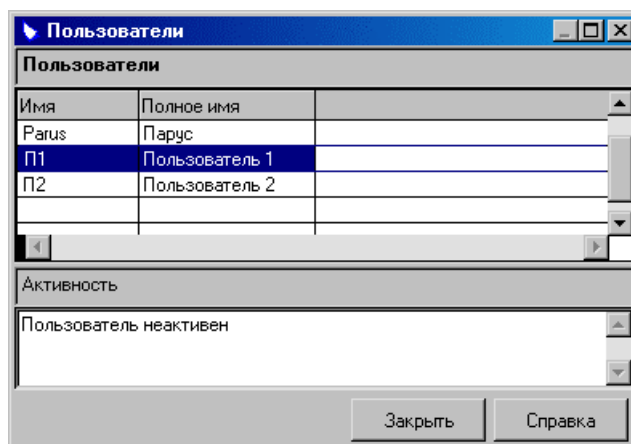 Пользователи
Пользователи
Имя Полное имя
Parus Парус
П1 Пользователь 1
П2 Пользователь 2
Активность
Пользователь неактивен
Закрыть Справка